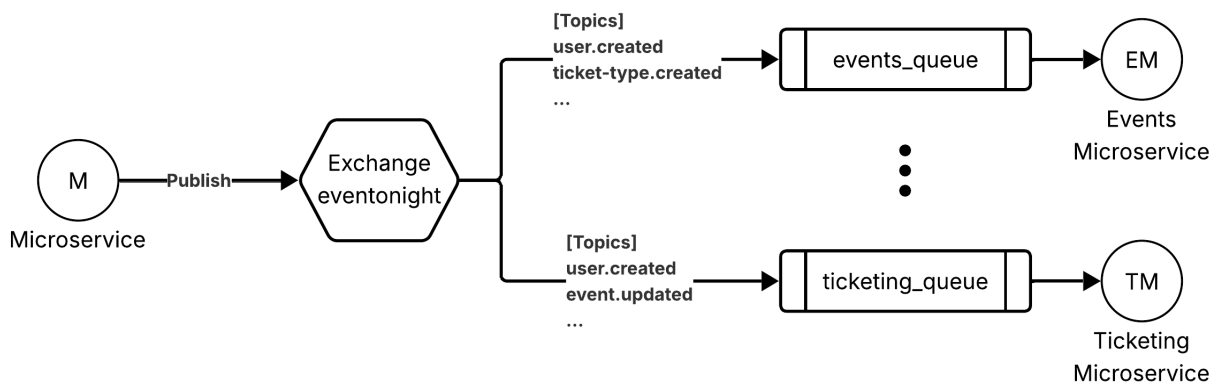 [Topics]
user.created
ticket-type.created
...
events_queue
EM
Events
Microservice
M
Publish
Exchange
eventonight
Microservice
[Topics]
user.created
event.updated
...
ticketing_queue
TM
Ticketing
Microservice